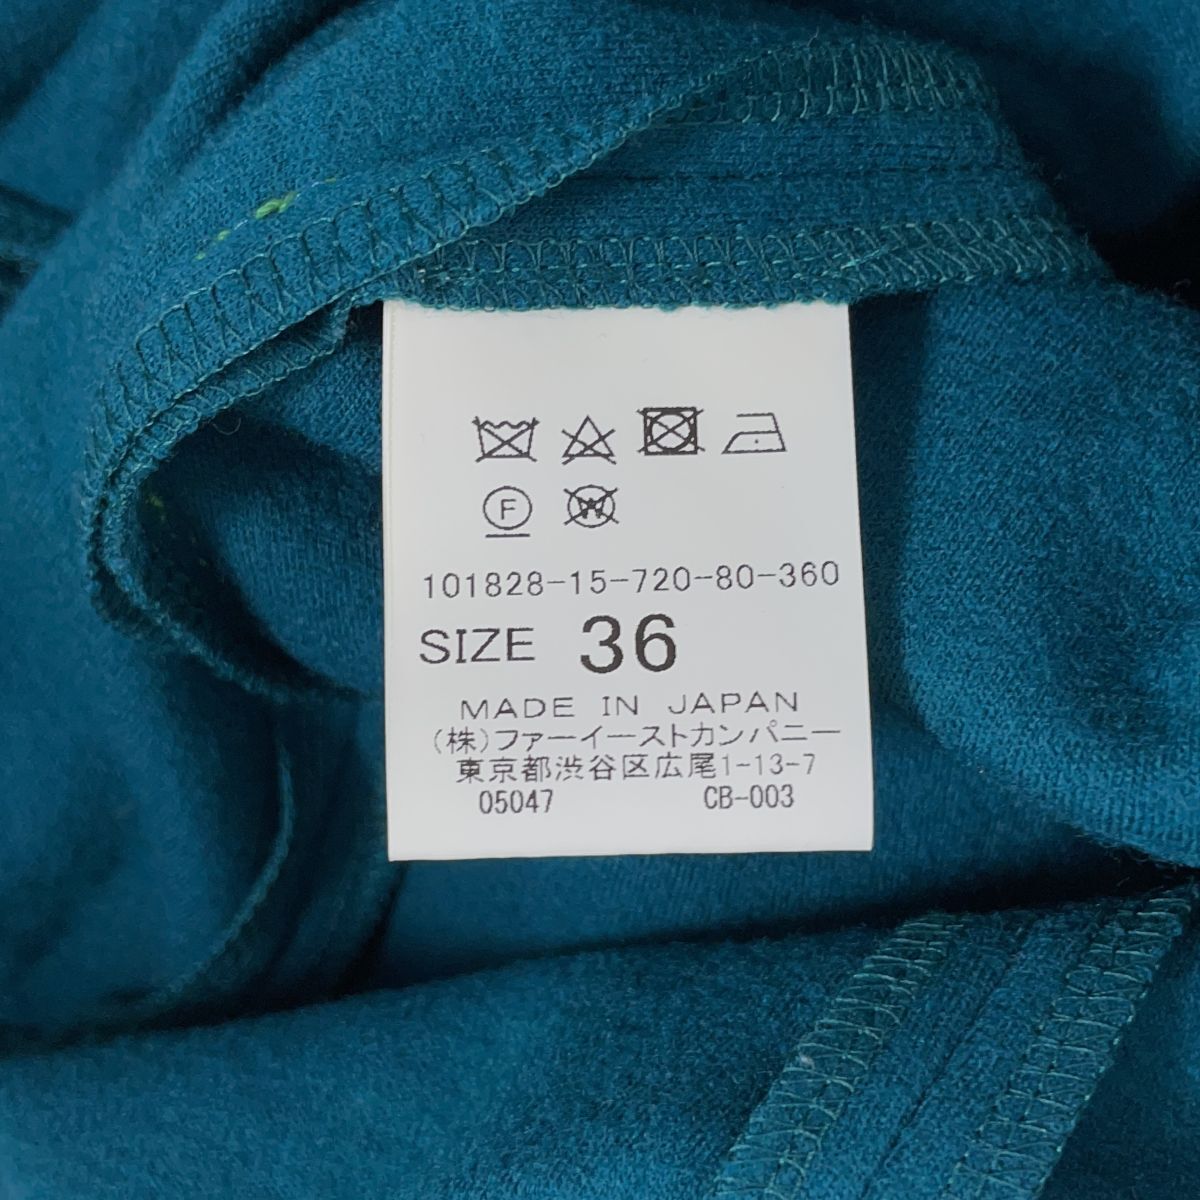 F W
101828-15-720-80-360
SIZE 36
MADE IN JAPAN
(株)ファーイーストカンパニー
東京都渋谷区広尾1-13-7
05047 CB-003